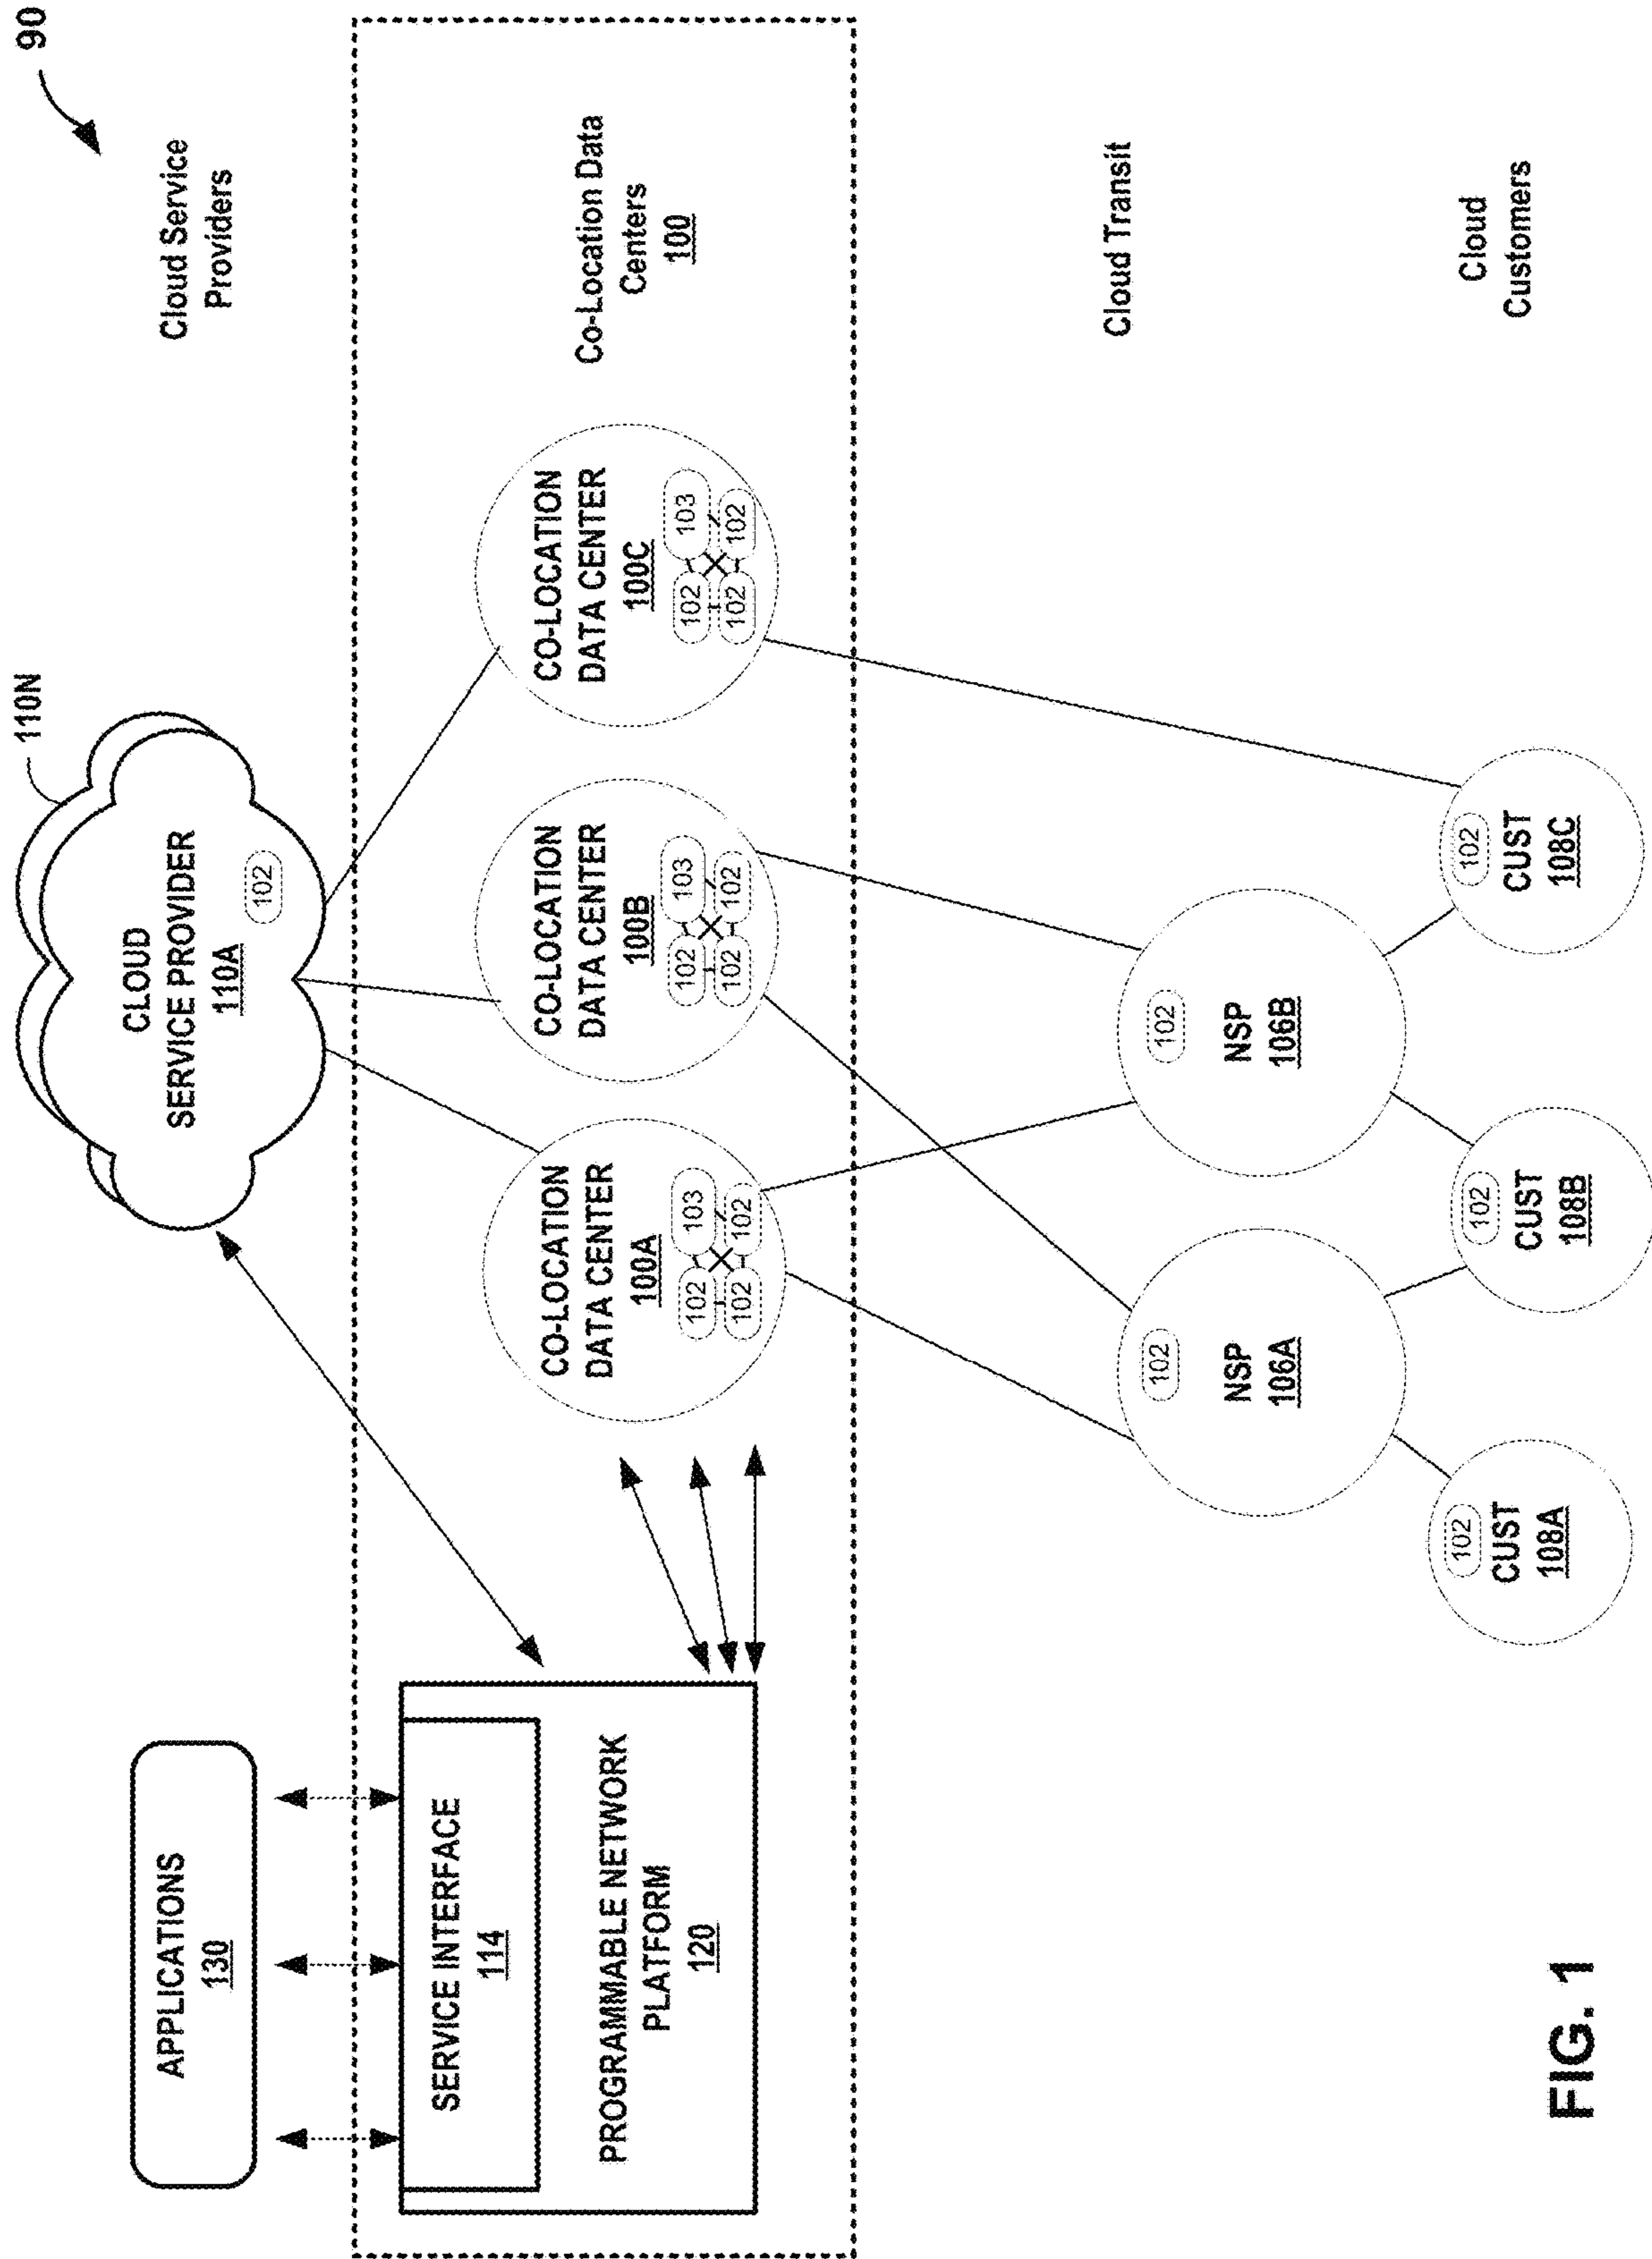 90
110N
APPLICATIONS
130
CLOUD
SERVICE PROVIDER
110A
102
Cloud Service
Providers
SERVICE INTERFACE
114
PROGRAMMABLE NETWORK
PLATFORM
120
CO-LOCATION
DATA CENTER
100A
102
103
102
102
CO-LOCATION
DATA CENTER
100B
102
103
102
102
CO-LOCATION
DATA CENTER
100C
102
103
102
102
Co-Location Data
Centers
100
102
NSP
106A
102
NSP
106B
Cloud Transit
102
CUST
108A
102
CUST
108B
102
CUST
108C
Cloud
Customers
FIG. 1